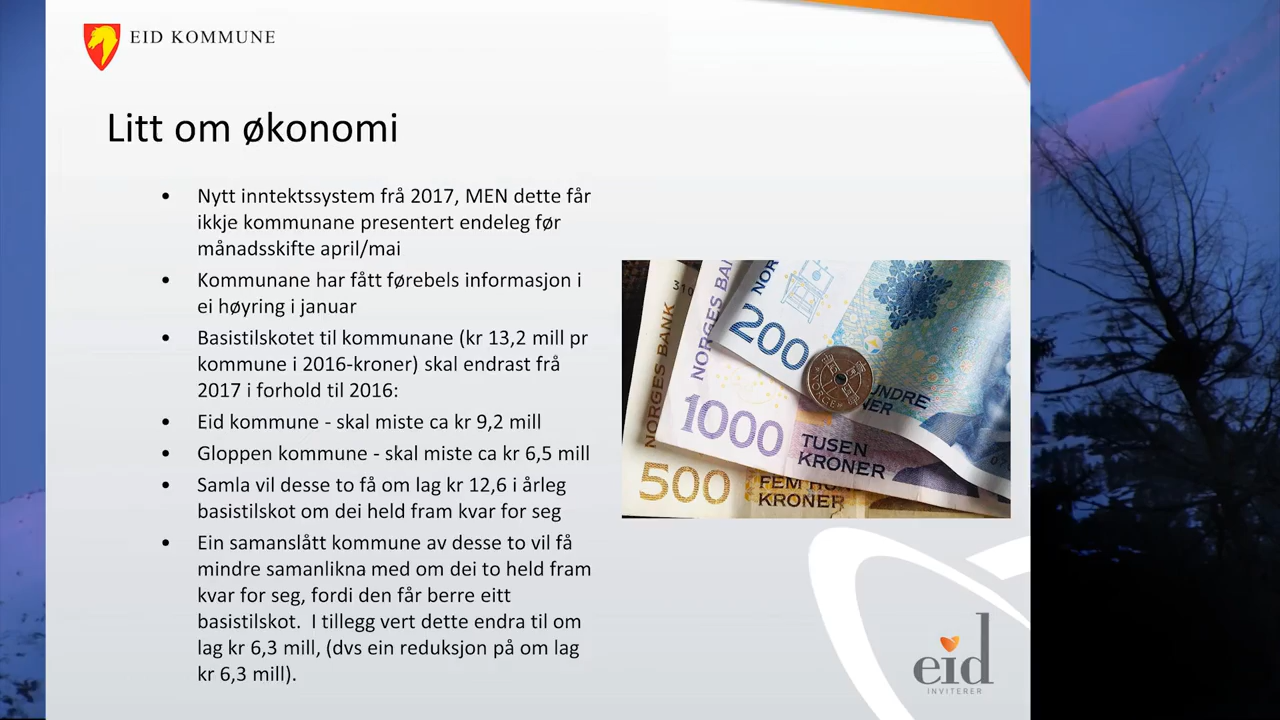 EID KOMMUNE
Litt om økonomi
• Nytt inntektssystem frå 2017, MEN dette får
ikkje kommunane presentert endeleg før
månadsskifte april/mai
• Kommunane har fått førebels informasjon i
ei høyring i januar
• Basistilskotet til kommunane (kr 13,2 mill pr
kommune i 2016-kroner) skal endrast frå
2017 i forhold til 2016:
• Eid kommune - skal miste ca kr 9,2 mill
• Gloppen kommune - skal miste ca kr 6,5 mill
• Samla vil desse to få om lag kr 12,6 i årleg
basistilskot om dei held fram kvar for seg
• Ein samanslått kommune av desse to vil få
mindre samanlikna med om dei to held fram
kvar for seg, fordi den får berre eitt
basistilskot.  I tillegg vert dette endra til om
lag kr 6,3 mill, (dvs ein reduksjon på om lag
kr 6,3 mill).
NORGES BANK
NORGES
200
NORGE
1000
TUSEN
KRONER
500
FEM
KRONER
eid
INVITERER